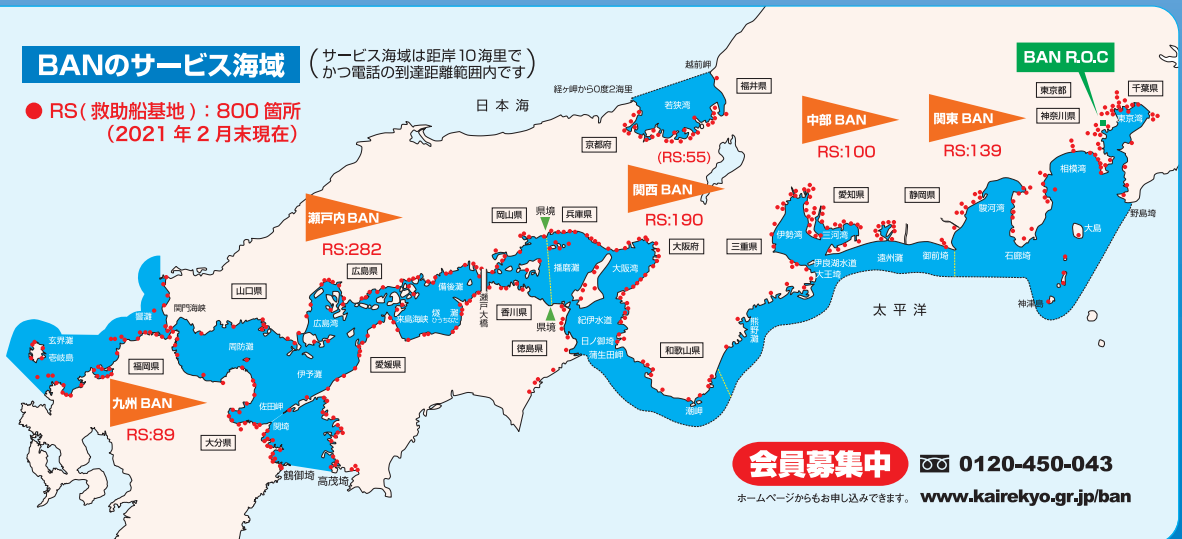 BANのサービス海域
(サービス海域は距岸10海里で
かつ電話の到達距離範囲内です)
● RS(救助船基地):800箇所
(2021年2月末現在)
日本海
経ヶ岬から0度2海里
越前岬
若狭湾
福井県
京都府
(RS:55)
BAN R.O.C
東京都
千葉県
神奈川県
東京湾
中部 BAN
RS:100
関東 BAN
RS:139
相模湾
野島埼
大島
神津島
石廊埼
駿河湾
静岡県
愛知県
御前埼
遠州灘
三河湾
伊勢湾
伊良湖水道
大王埼
三重県
太平洋
関西 BAN
RS:190
大阪府
兵庫県
県境
岡山県
大阪湾
播磨灘
瀬戸内 BAN
RS:282
広島県
備後灘
瀬戸大橋
香川県
県境
紀伊水道
日ノ御埼
蒲生田岬
徳島県
和歌山県
熊野灘
潮岬
山口県
関門海峡
響灘
広島湾
来島海峡
燧灘
ひうちなだ
愛媛県
玄界灘
壱岐島
福岡県
周防灘
伊予灘
九州 BAN
RS:89
佐田岬
関埼
大分県
鶴御埼
高茂埼
会員募集中
0120-450-043
ホームページからもお申し込みできます。
www.kairekyo.gr.jp/ban